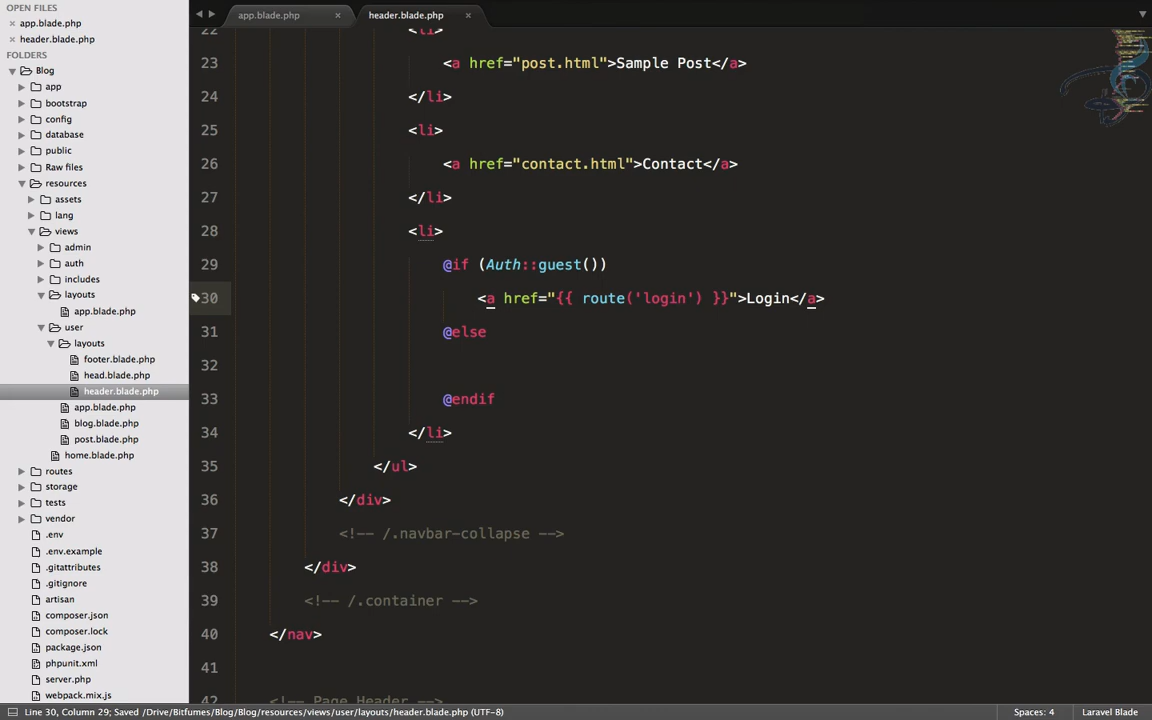 OPEN FILES
app.blade.php
header.blade.php
FOLDERS
Blog
app
bootstrap
config
database
public
Raw files
resources
assets
lang
views
admin
auth
includes
layouts
app.blade.php
user
layouts
footer.blade.php
head.blade.php
header.blade.php
app.blade.php
blog.blade.php
post.blade.php
home.blade.php
routes
storage
tests
vendor
.env
.env.example
.gitattributes
.gitignore
artisan
composer.json
composer.lock
package.json
phpunit.xml
server.php
webpack.mix.js
app.blade.php
header.blade.php
22 <li>
23 <a href="post.html">Sample Post</a>
24 </li>
25 <li>
26 <a href="contact.html">Contact</a>
27 </li>
28 <li>
29 @if (Auth::guest())
30 <a href="{{ route('login') }}">Login</a>
31 @else
32
33 @endif
34 </li>
35 </ul>
36 </div>
37 <!-- /.navbar-collapse -->
38 </div>
39 <!-- /.container -->
40 </nav>
41
42 <!-- Page Header -->
Line 30, Column 29; Saved /Drive/Bitfumes/Blog/Blog/resources/views/user/layouts/header.blade.php (UTF-8)
Spaces: 4
Laravel Blade